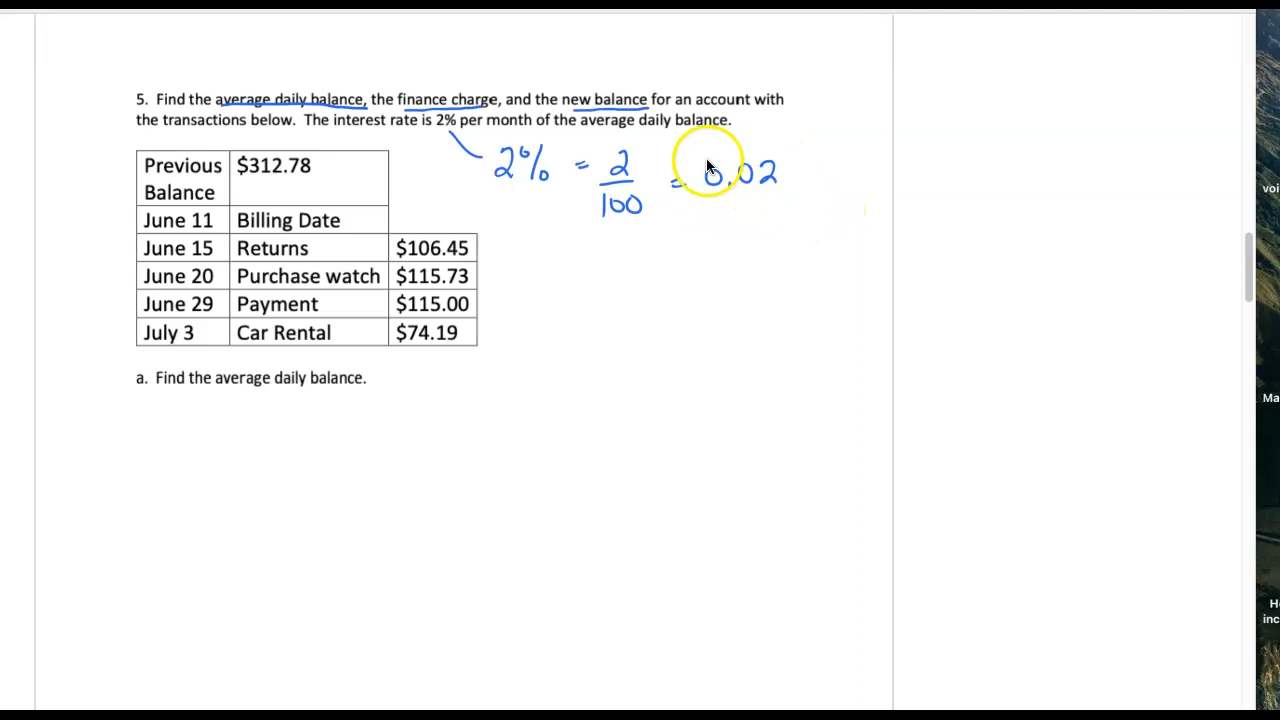 5. Find the average daily balance, the finance charge, and the new balance for an account with
the transactions below. The interest rate is 2% per month of the average daily balance.
2% = 2/100 = 0.02
Previous Balance $312.78
June 11 Billing Date
June 15 Returns $106.45
June 20 Purchase watch $115.73
June 29 Payment $115.00
July 3 Car Rental $74.19
a. Find the average daily balance.
voi
Ma
inc